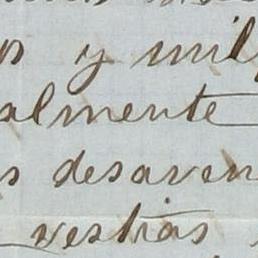 y mil
almente
desaven
vestias